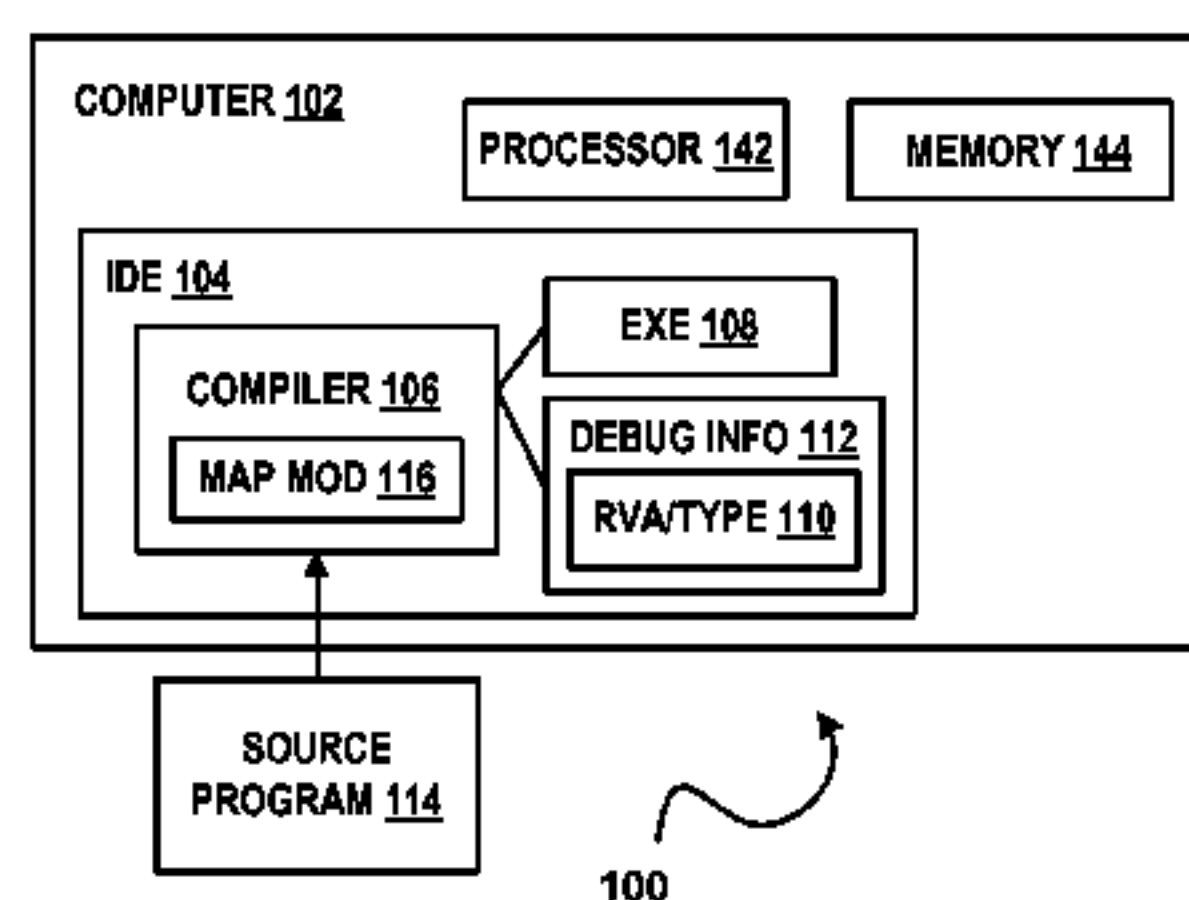 COMPUTER 102
PROCESSOR 142
MEMORY 144
IDE 104
EXE 108
COMPILER 106
DEBUG INFO 112
MAP MOD 116
RVA/TYPE 110
SOURCE
PROGRAM 114
100